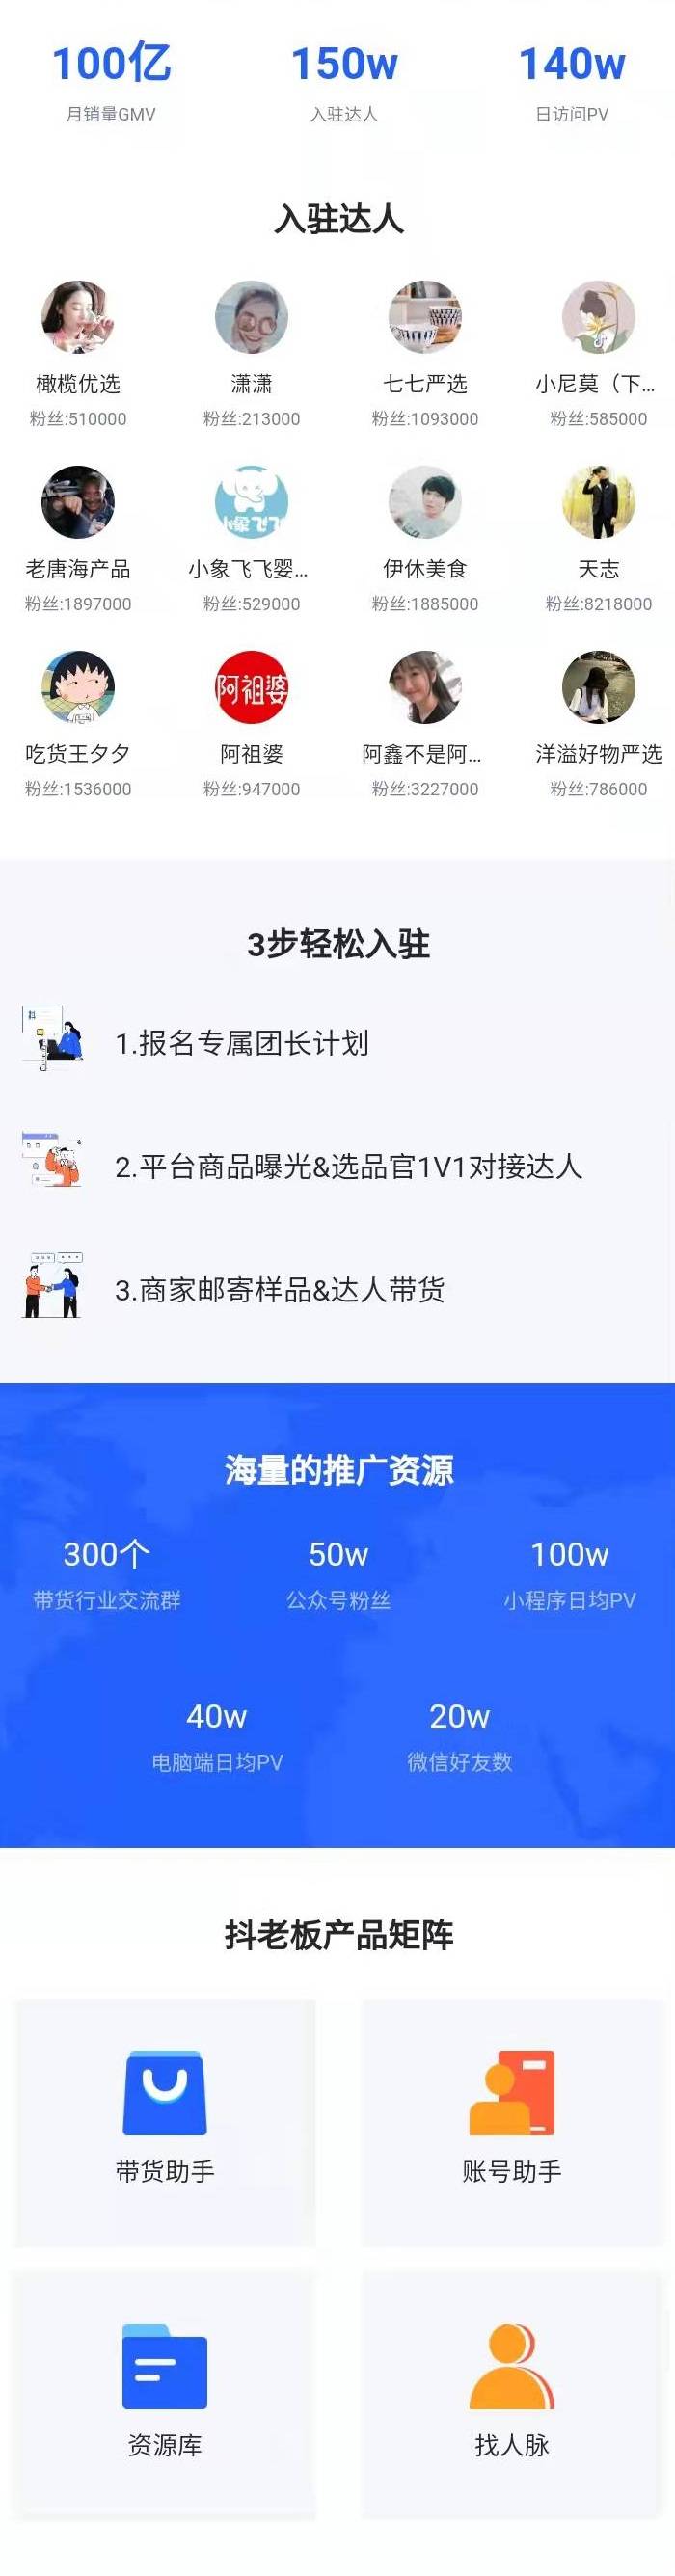 100亿 150w 140w
月销量GMV 入驻达人 日访问PV
入驻达人
橄榄优选 潇潇 七七严选 小尼莫（下...
粉丝:510000 粉丝:213000 粉丝:1093000 粉丝:585000
小象飞飞
老唐海产品 小象飞飞婴... 伊休美食 天志
粉丝:1897000 粉丝:529000 粉丝:1885000 粉丝:8218000
阿祖婆
吃货王夕夕 阿祖婆 阿鑫不是阿... 洋溢好物严选
粉丝:1536000 粉丝:947000 粉丝:3227000 粉丝:786000
3步轻松入驻
1.报名专属团长计划
2.平台商品曝光&选品官1V1对接达人
3.商家邮寄样品&达人带货
海量的推广资源
300个 50w 100w
带货行业交流群 公众号粉丝 小程序日均PV
40w 20w
电脑端日均PV 微信好友数
抖老板产品矩阵
带货助手 账号助手
资源库 找人脉